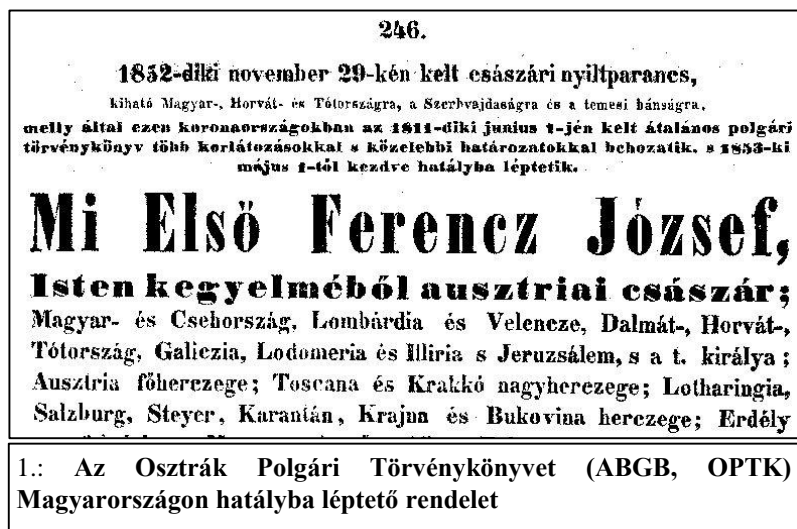 246.
1852-diki november 29-kén kelt császári nyiltparancs,
kiható Magyar-, Horvát- és Tótországra, a Szerbvajdaságra és a temesi bánságra,
melly által ezen koronaországokban az 1811-diki junius 1-jén kelt átalános polgári
törvénykönyv több korlátozásokkal s közelebbi határozatokkal behozatik, s 1853-ki
május 1-től kezdve hatályba léptetik.
Mi Első Ferencz József,
Isten kegyelméből ausztriai császár;
Magyar- és Csehország, Lombárdia és Velencze, Dalmát-, Horvát-,
Tótország, Galiczia, Lodomeria és Illiria s Jeruzsálem, s a t. királya;
Ausztria főherczege; Toscana és Krakkó nagyherczege; Lotharingia,
Salzburg, Steyer, Karantán, Krajna és Bukovina herczege; Erdély
1.: Az Osztrák Polgári Törvénykönyvet (ABGB, OPTK)
Magyarországon hatályba léptető rendelet